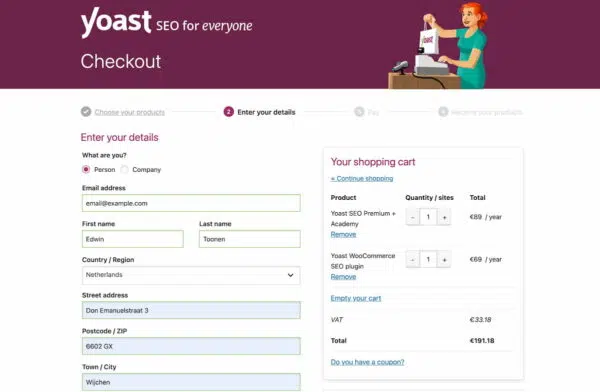 yoast SEO for everyone
yoast
Checkout
Choose your products
2 Enter your details
Pay
Receive your products
Enter your details
What are you?
Person Company
Email address
email@example.com
First name Last name
Edwin Toonen
Country / Region
Netherlands
Street address
Don Emanuelstraat 3
Postcode / ZIP
6602 GX
Town / City
Wijchen
Your shopping cart
« Continue shopping
Product Quantity / sites Total
Yoast SEO Premium + - 1 + €89 / year
Academy
Remove
Yoast WooCommerce - 1 + €69 / year
SEO plugin
Remove
Empty your cart
VAT €33.18
Total €191.18
Do you have a coupon?